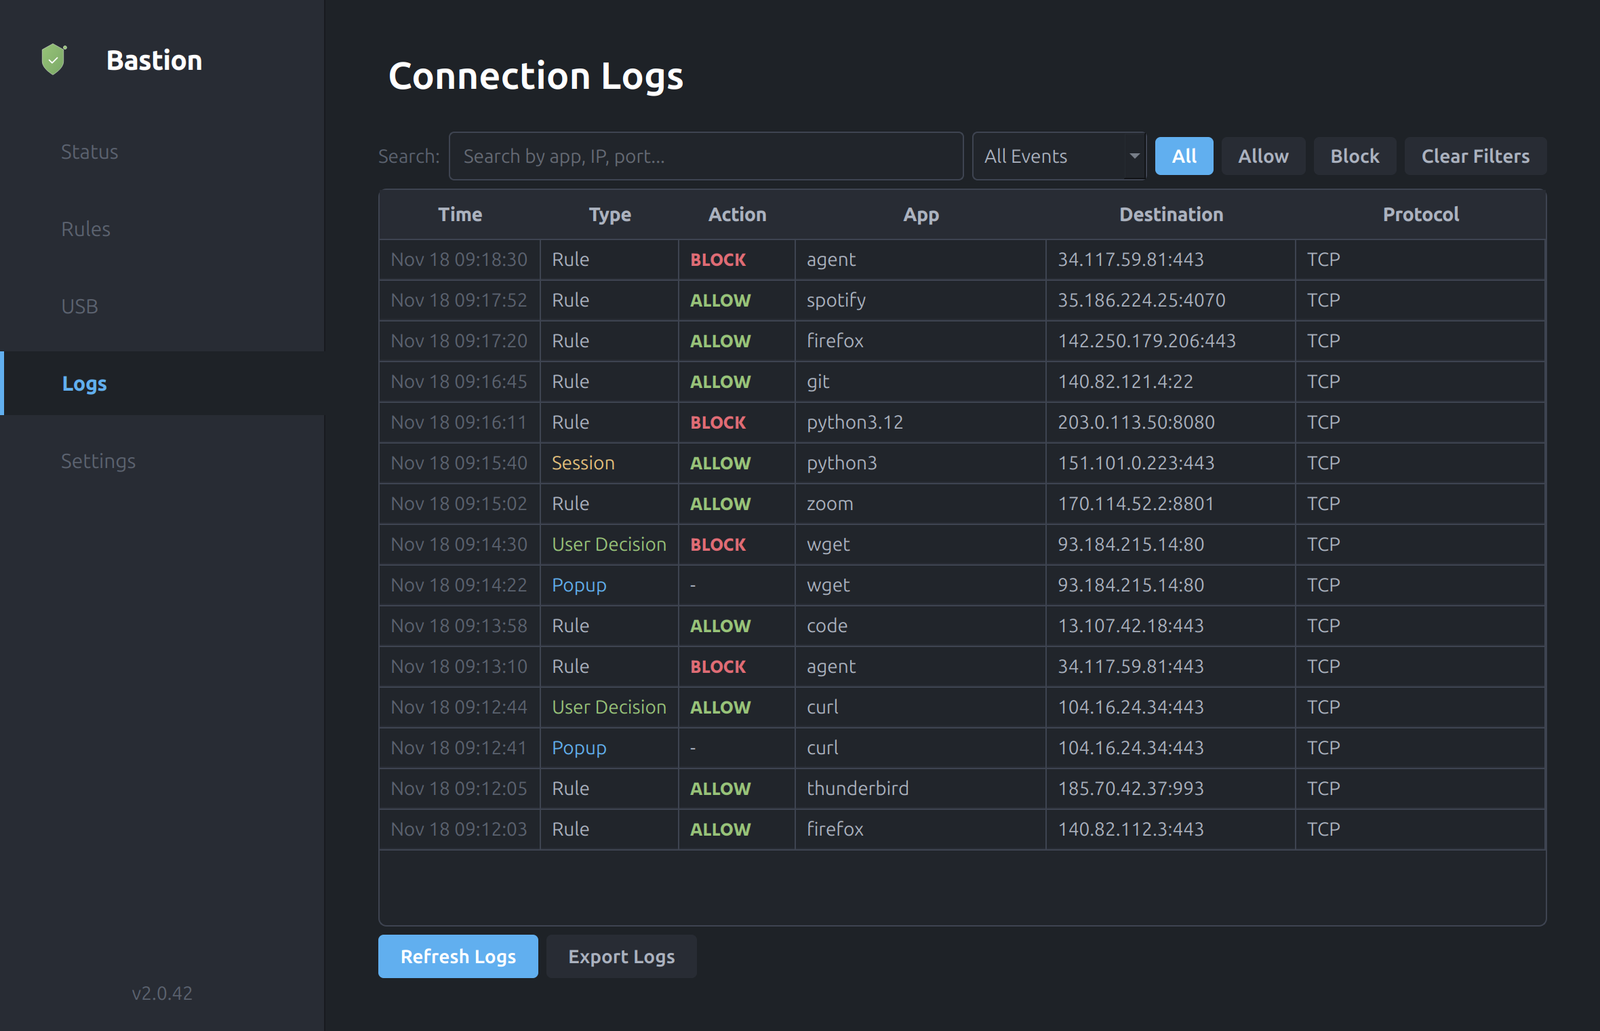 Bastion
Status
Rules
USB
Logs
Settings
v2.0.42
Connection Logs
Search: Search by app, IP, port... All Events All Allow Block Clear Filters
Time Type Action App Destination Protocol
Nov 18 09:18:30 Rule BLOCK agent 34.117.59.81:443 TCP
Nov 18 09:17:52 Rule ALLOW spotify 35.186.224.25:4070 TCP
Nov 18 09:17:20 Rule ALLOW firefox 142.250.179.206:443 TCP
Nov 18 09:16:45 Rule ALLOW git 140.82.121.4:22 TCP
Nov 18 09:16:11 Rule BLOCK python3.12 203.0.113.50:8080 TCP
Nov 18 09:15:40 Session ALLOW python3 151.101.0.223:443 TCP
Nov 18 09:15:02 Rule ALLOW zoom 170.114.52.2:8801 TCP
Nov 18 09:14:30 User Decision BLOCK wget 93.184.215.14:80 TCP
Nov 18 09:14:22 Popup - wget 93.184.215.14:80 TCP
Nov 18 09:13:58 Rule ALLOW code 13.107.42.18:443 TCP
Nov 18 09:13:10 Rule BLOCK agent 34.117.59.81:443 TCP
Nov 18 09:12:44 User Decision ALLOW curl 104.16.24.34:443 TCP
Nov 18 09:12:41 Popup - curl 104.16.24.34:443 TCP
Nov 18 09:12:05 Rule ALLOW thunderbird 185.70.42.37:993 TCP
Nov 18 09:12:03 Rule ALLOW firefox 140.82.112.3:443 TCP
Refresh Logs Export Logs